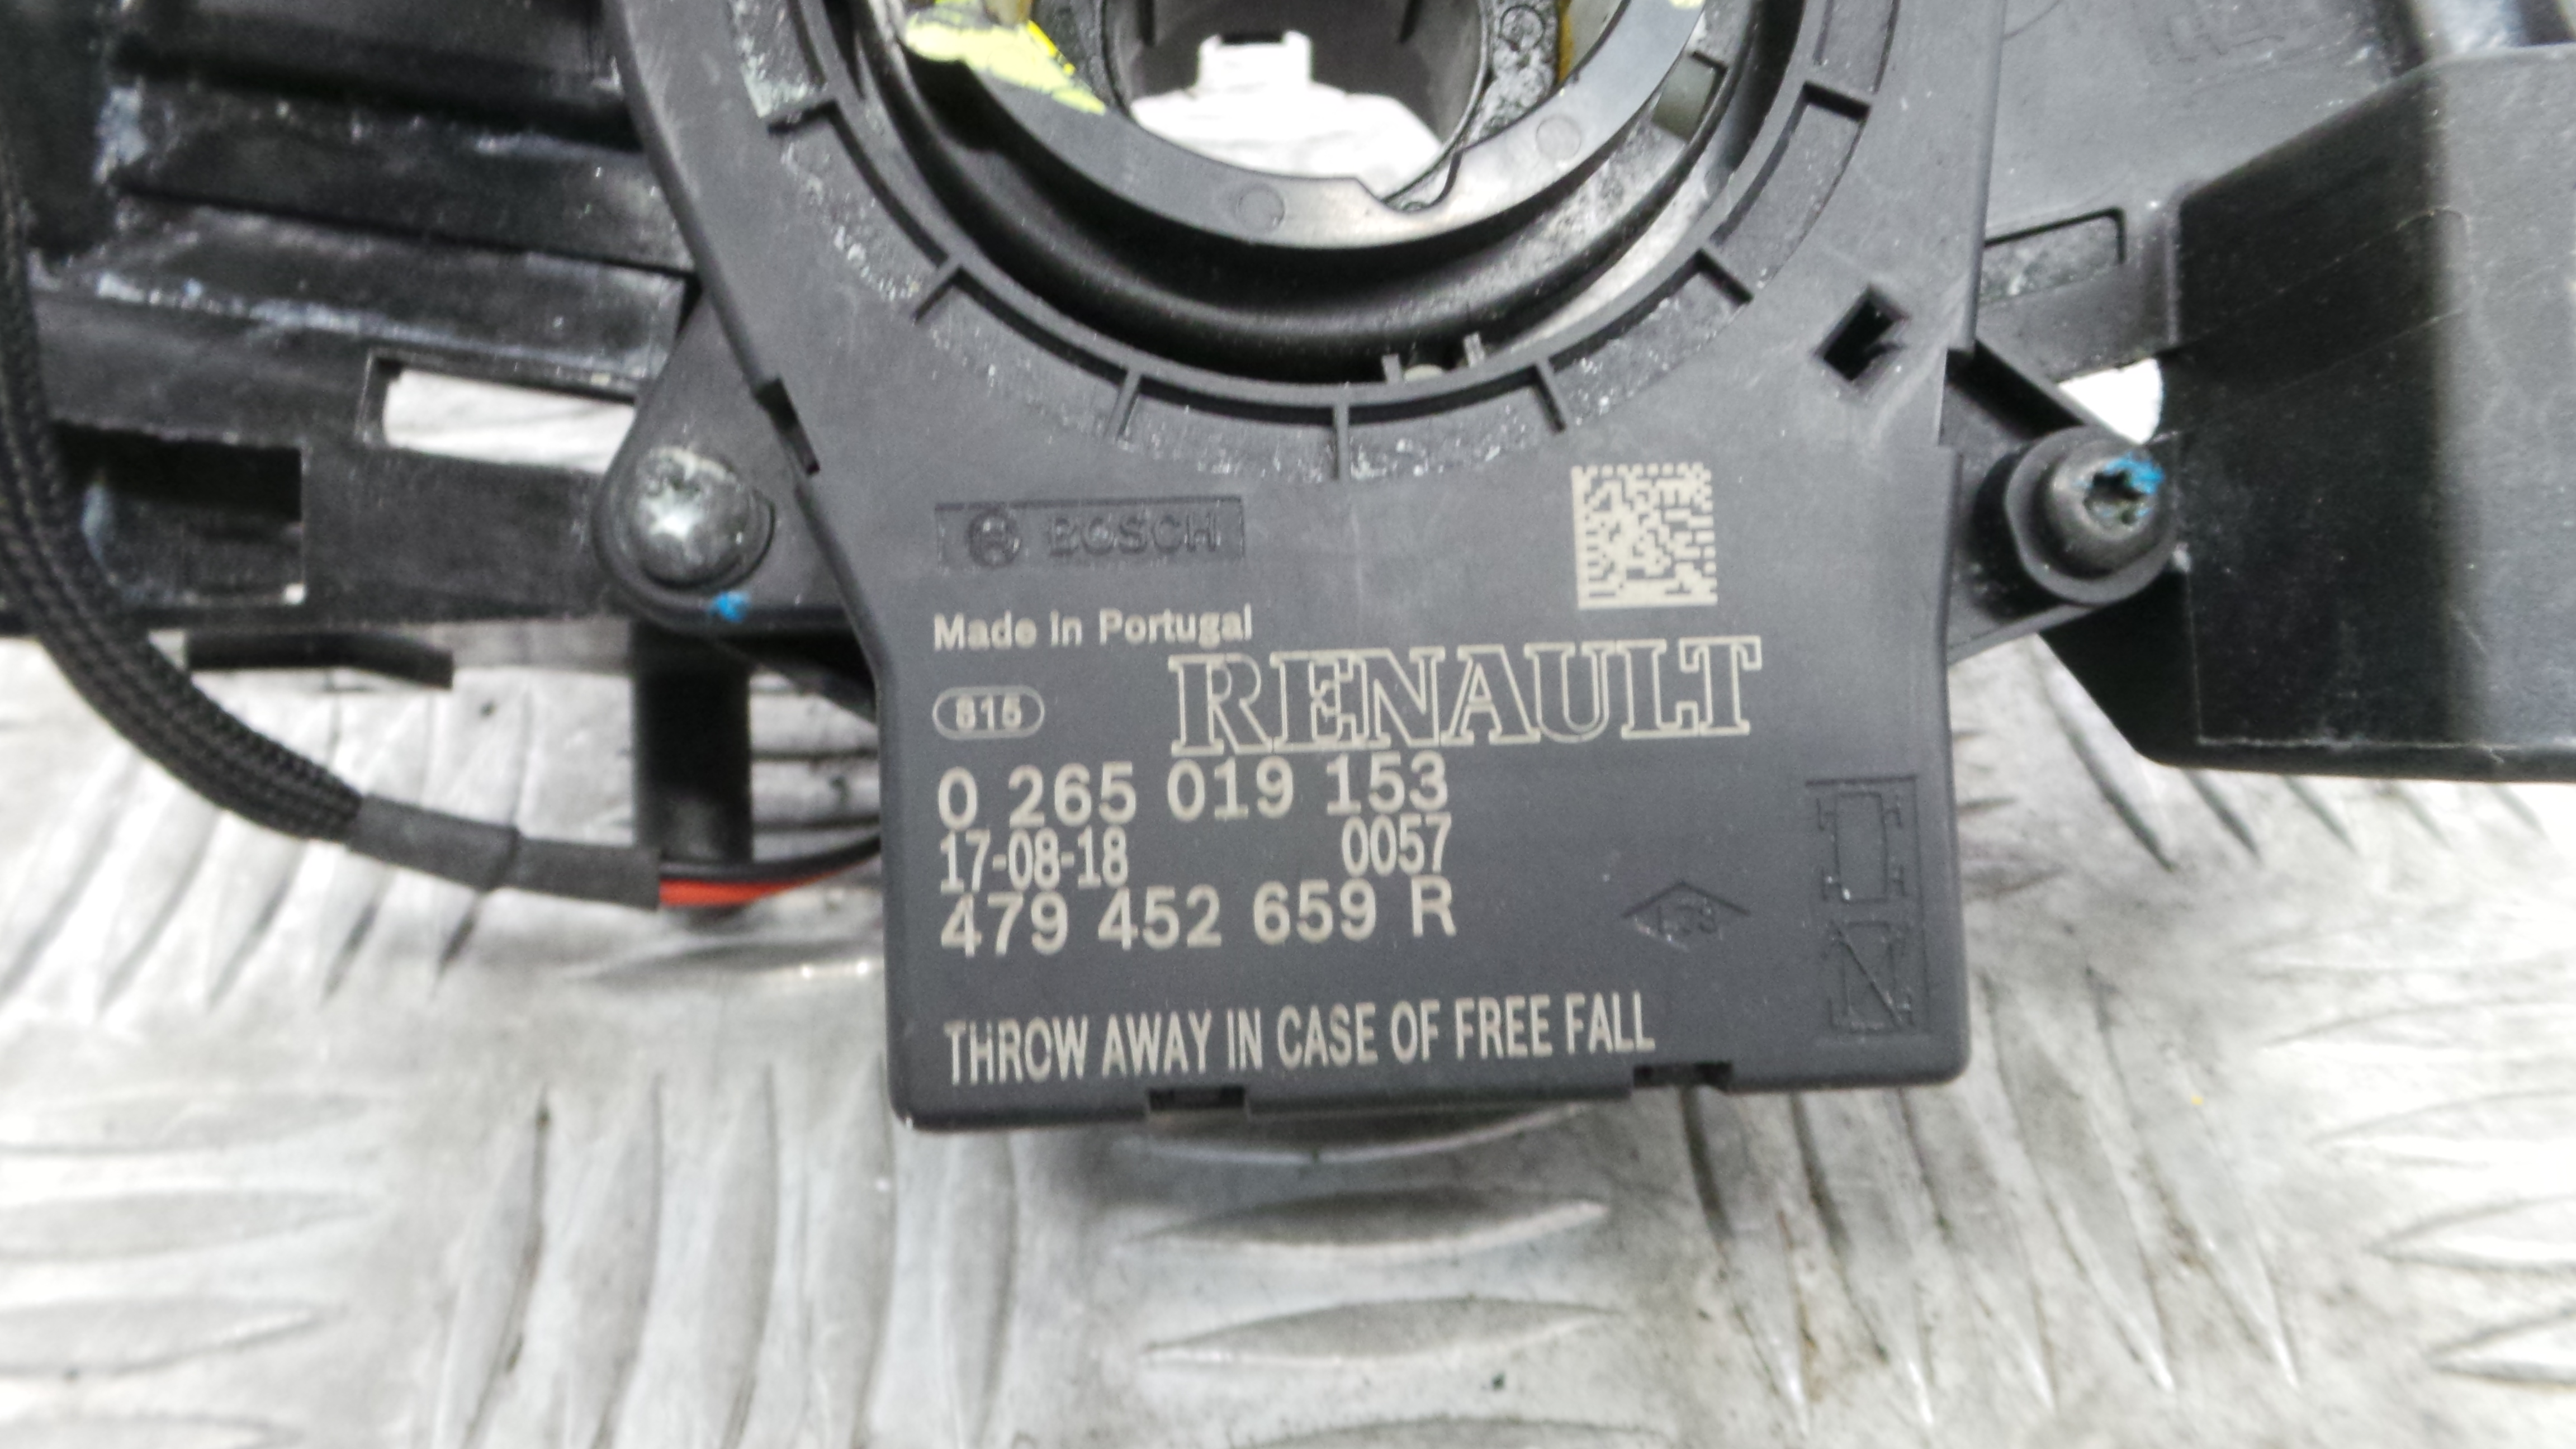 BOSCH
Made in Portugal
815
RENAULT
0 265 019 153
17-08-18 0057
479 452 659 R
THROW AWAY IN CASE OF FREE FALL